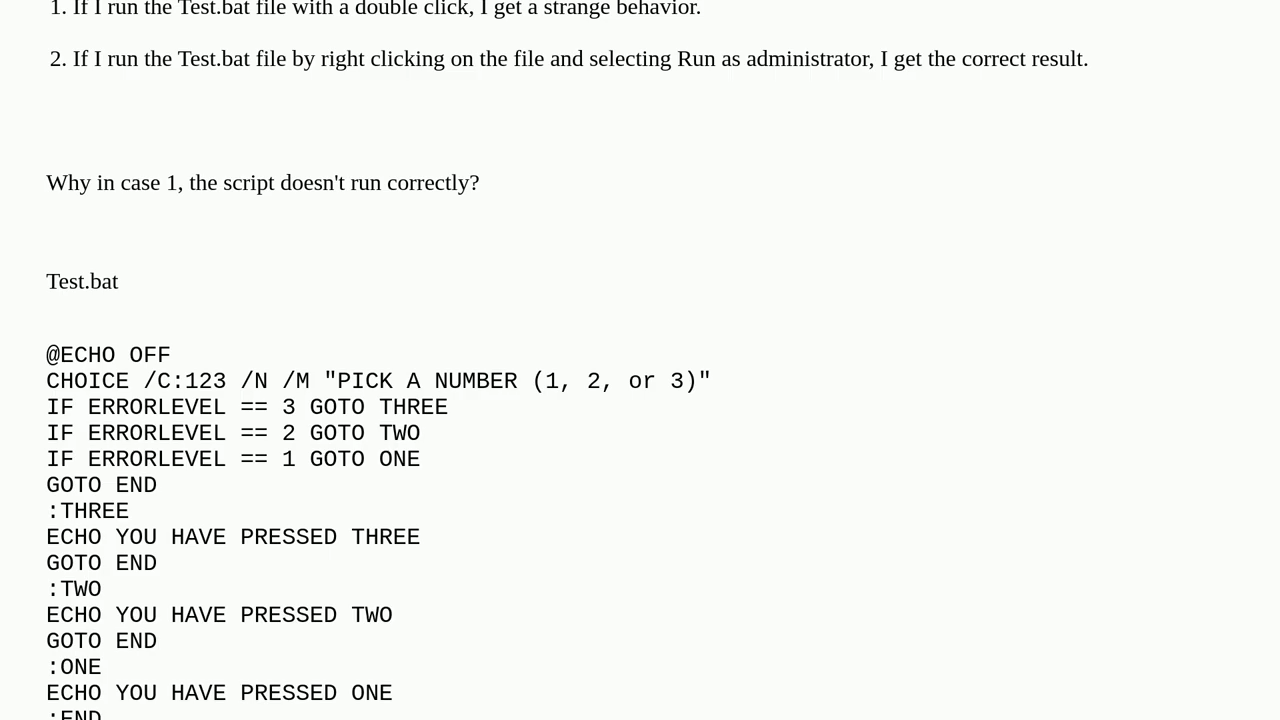 1. If I run the Test.bat file with a double click, I get a strange behavior.
2. If I run the Test.bat file by right clicking on the file and selecting Run as administrator, I get the correct result.
Why in case 1, the script doesn't run correctly?
Test.bat
@ECHO OFF
CHOICE /C:123 /N /M "PICK A NUMBER (1, 2, or 3)"
IF ERRORLEVEL == 3 GOTO THREE
IF ERRORLEVEL == 2 GOTO TWO
IF ERRORLEVEL == 1 GOTO ONE
GOTO END
:THREE
ECHO YOU HAVE PRESSED THREE
GOTO END
:TWO
ECHO YOU HAVE PRESSED TWO
GOTO END
:ONE
ECHO YOU HAVE PRESSED ONE
:END